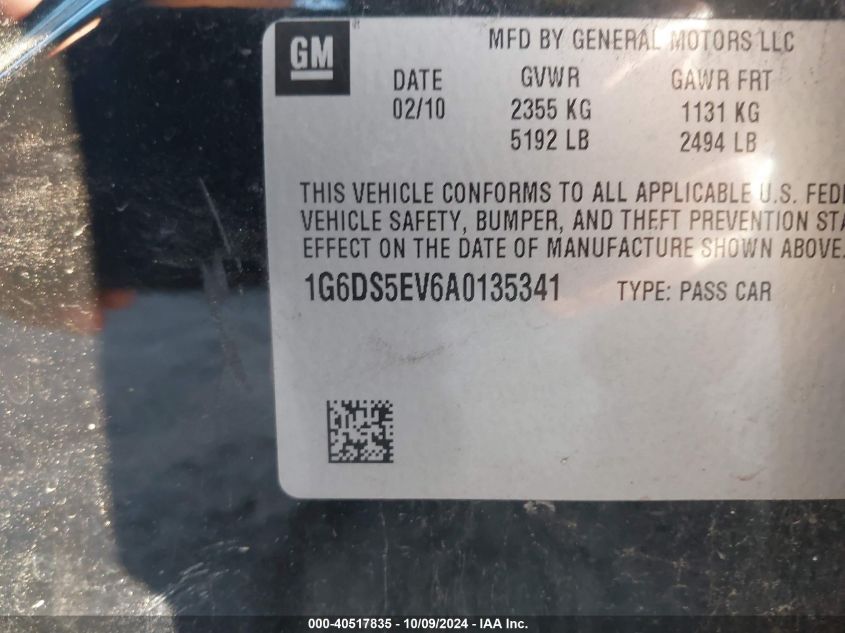 GM
MFD BY GENERAL MOTORS LLC
DATE GVWR GAWR FRT
02/10 2355 KG 1131 KG
5192 LB 2494 LB
THIS VEHICLE CONFORMS TO ALL APPLICABLE U.S. FEDE
VEHICLE SAFETY, BUMPER, AND THEFT PREVENTION STA
EFFECT ON THE DATE OF MANUFACTURE SHOWN ABOVE.
1G6DS5EV6A0135341 TYPE: PASS CAR
000-40517835 - 10/09/2024 - IAA Inc.